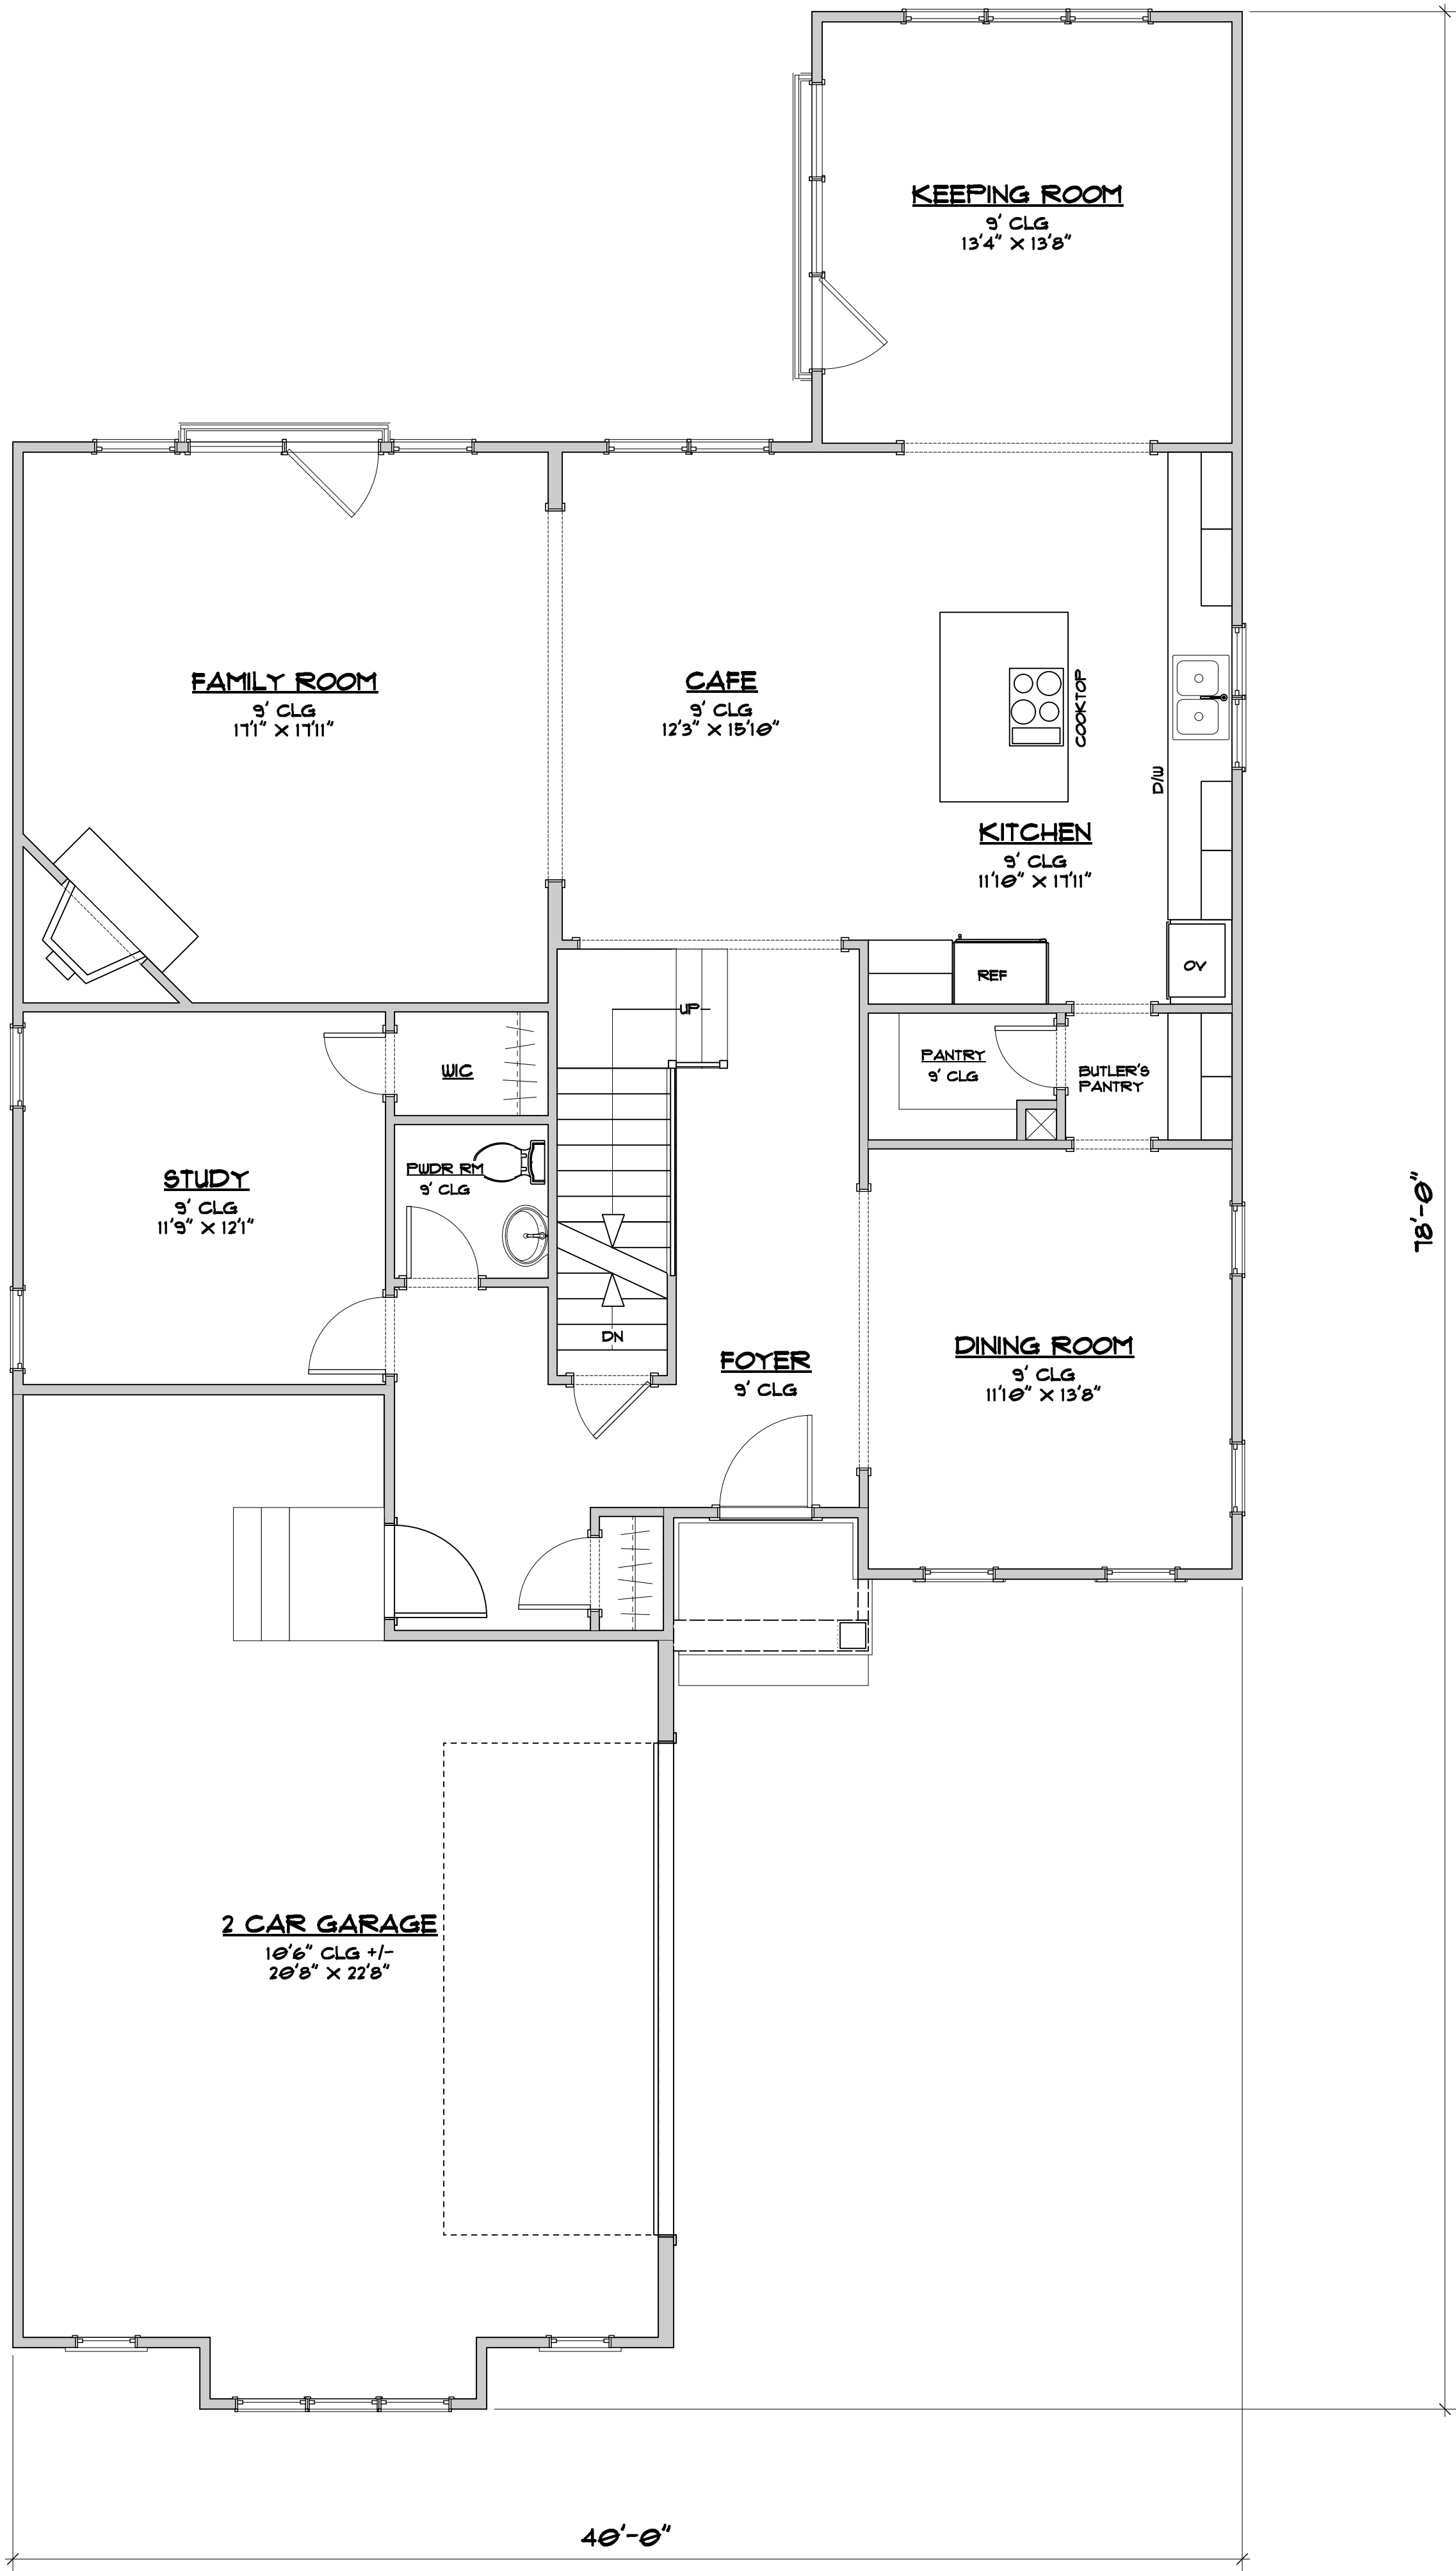 KEEPING ROOM
9' CLG
13'4" X 13'8"
FAMILY ROOM
9' CLG
17'1" X 17'11"
CAFE
9' CLG
12'3" X 15'10"
COOKTOP
D/W
KITCHEN
9' CLG
11'10" X 17'11"
REF
OV
UP
WIC
PANTRY
9' CLG
BUTLER'S
PANTRY
PWDR RM
9' CLG
STUDY
9' CLG
11'9" X 12'1"
DN
FOYER
9' CLG
DINING ROOM
9' CLG
11'10" X 13'8"
78'-0"
2 CAR GARAGE
10'6" CLG +/-
20'8" X 22'8"
40'-0"